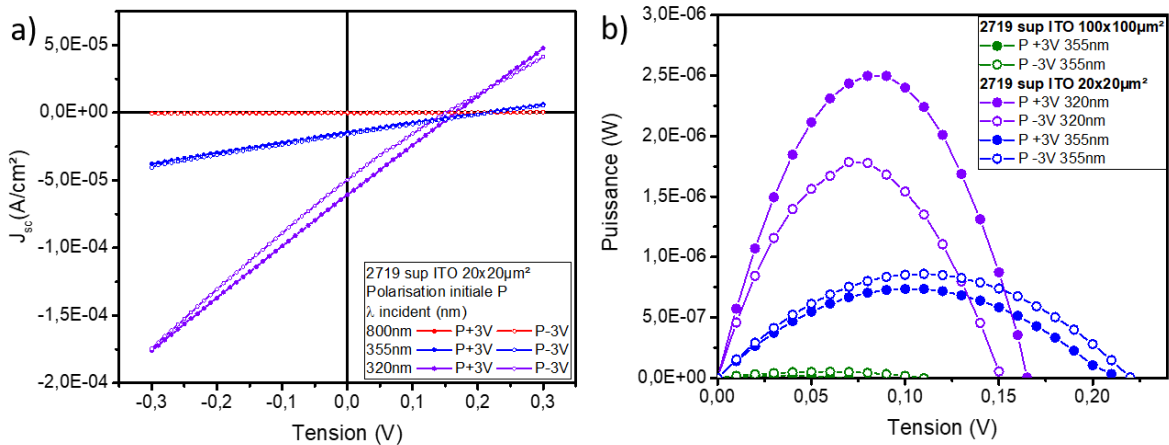 a)
5,0E-05
0,0E+00
-5,0E-05
-1,0E-04
-1,5E-04
-2,0E-04
Jsc(A/cm²)
-0,3 -0,2 -0,1 0,0 0,1 0,2 0,3
Tension (V)
2719 sup ITO 20x20µm²
Polarisation initiale P
λ incident (nm)
800nm P+3V P-3V
355nm P+3V P-3V
320nm P+3V P-3V
b)
3,0E-06
2,5E-06
2,0E-06
1,5E-06
1,0E-06
5,0E-07
0,0E+00
Puissance (W)
0,00 0,05 0,10 0,15 0,20
Tension (V)
2719 sup ITO 100x100µm²
P +3V 355nm
P -3V 355nm
2719 sup ITO 20x20µm²
P +3V 320nm
P -3V 320nm
P +3V 355nm
P -3V 355nm